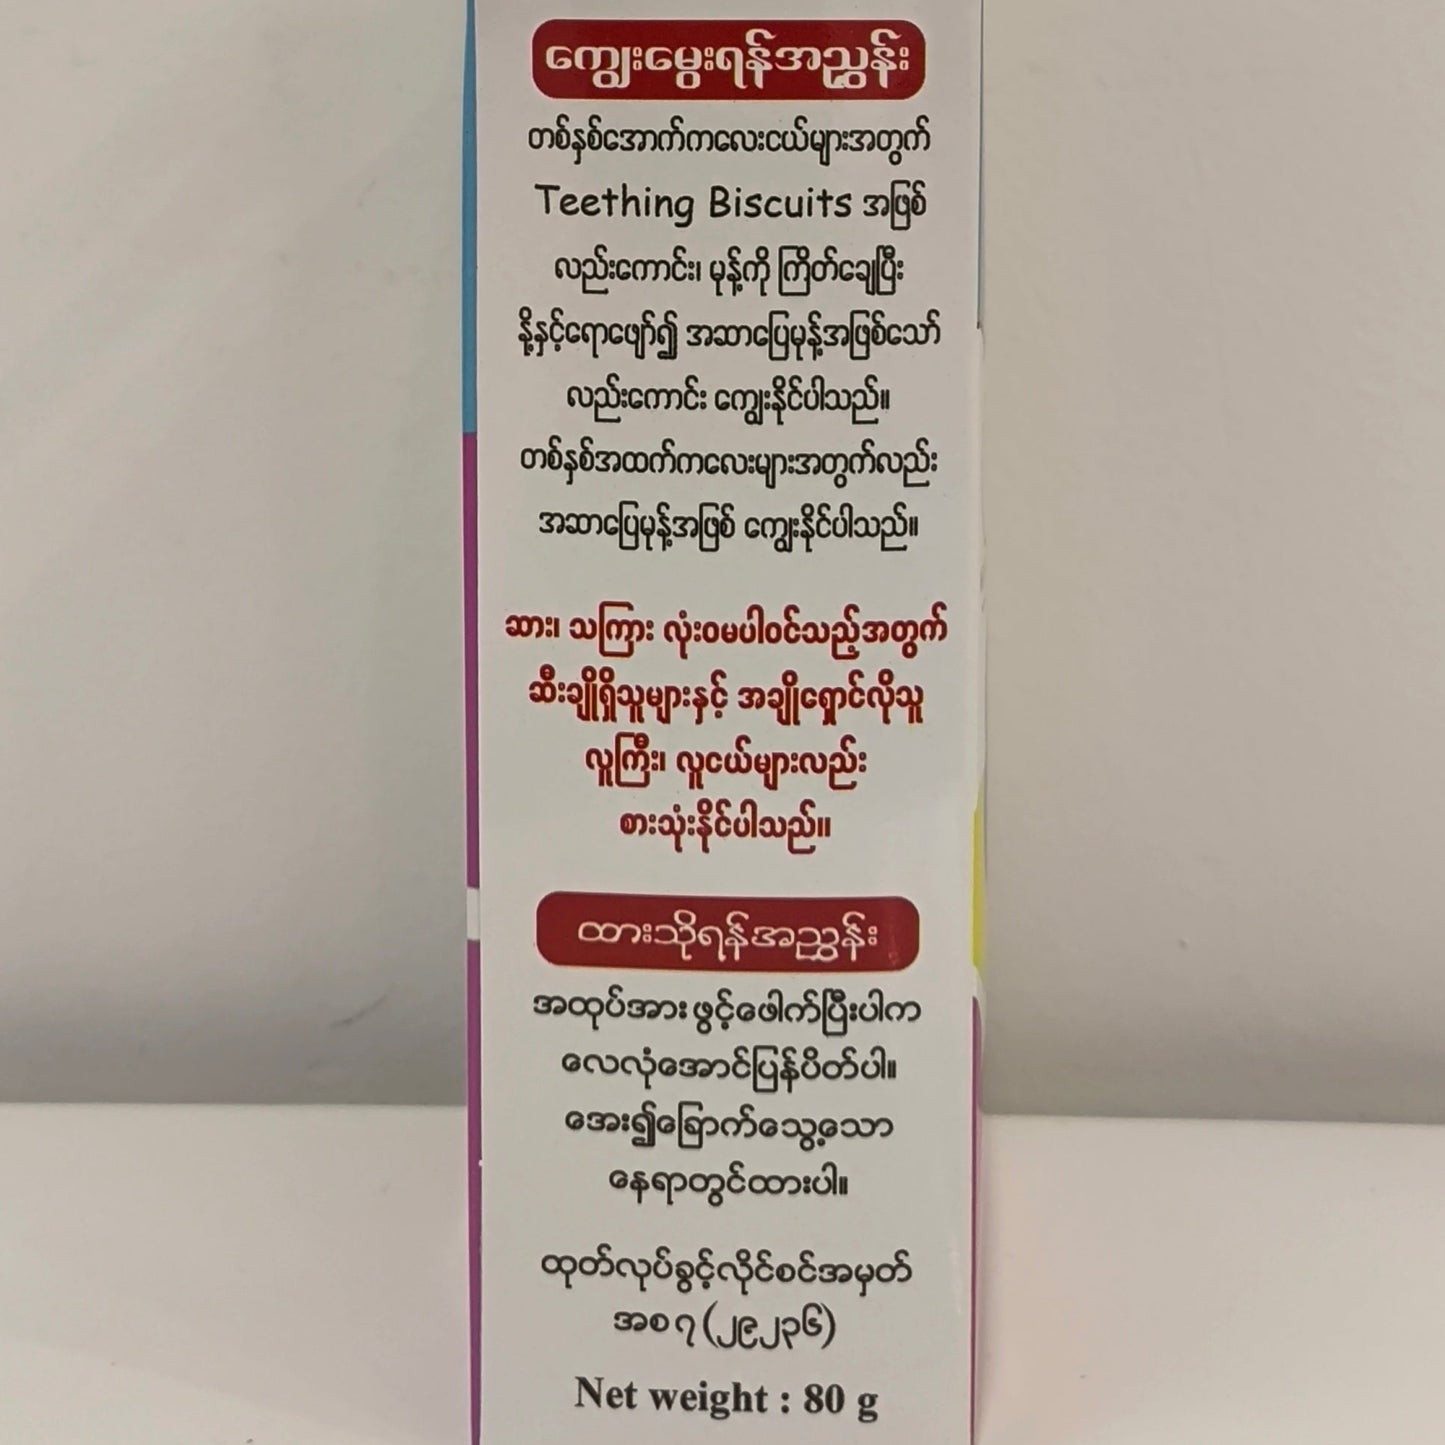 ကျွေးမွေးရန်အညွှန်း
တစ်နှစ်အောက်ကလေးငယ်များအတွက်
Teething Biscuits အဖြစ်
လည်းကောင်း၊ မုန့်ကို ကြိတ်ချေပြီး
နို့နှင့်ရောဖျော်၍ အဆာပြေမုန့်အဖြစ်သော်
လည်းကောင်း ကျွေးနိုင်ပါသည်။
တစ်နှစ်အထက်ကလေးများအတွက်လည်း
အဆာပြေမုန့်အဖြစ် ကျွေးနိုင်ပါသည်။
ဆား၊ သကြား လုံးဝမပါဝင်သည့်အတွက်
ဆီးချိုရှိသူများနှင့် အချိုရှောင်လိုသူ
လူကြီး၊ လူငယ်များလည်း
စားသုံးနိုင်ပါသည်။
ထားသိုရန်အညွှန်း
အထုပ်အား ဖွင့်ဖေါက်ပြီးပါက
လေလုံအောင်ပြန်ပိတ်ပါ။
အေး၍ခြောက်သွေ့သော
နေရာတွင်ထားပါ။
ထုတ်လုပ်ခွင့်လိုင်စင်အမှတ်
အစ ၇ (၂၉၂၃၆)
Net weight : 80 g